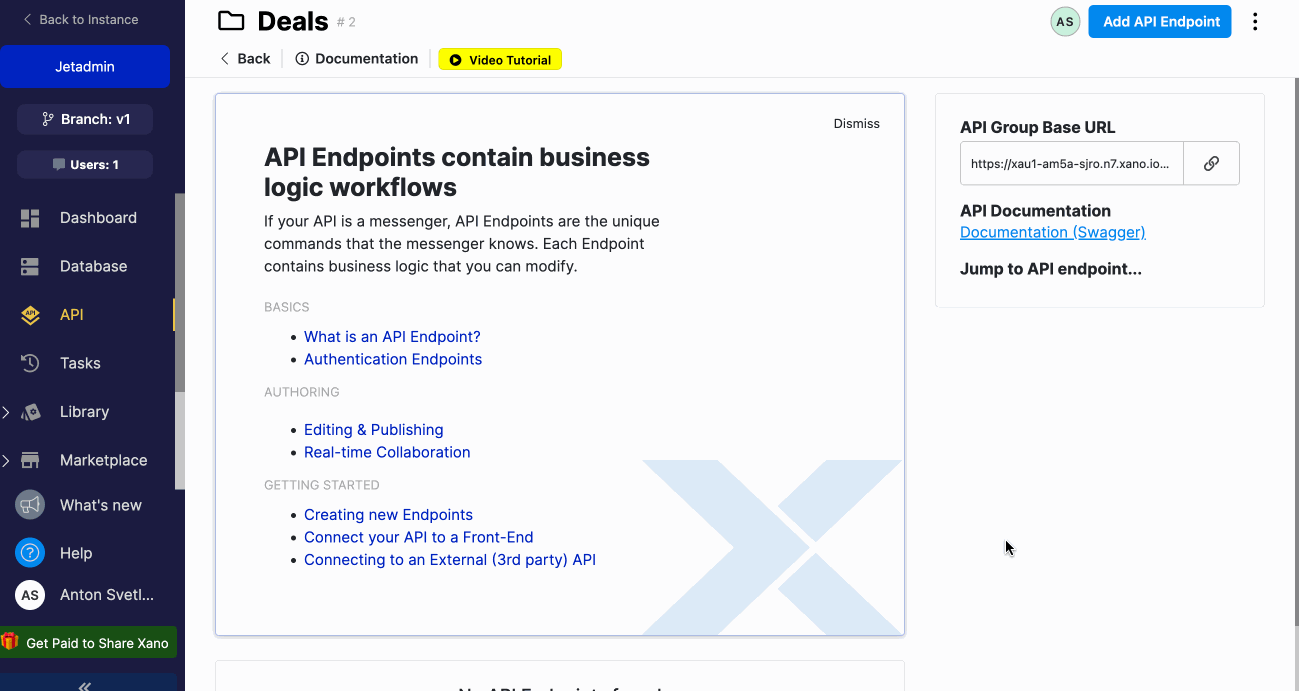 Back to Instance
Jetadmin
Branch: v1
Users: 1
Dashboard
Database
API
API
Tasks
Library
Marketplace
What's new
? Help
AS Anton Svetl...
Get Paid to Share Xano
Deals # 2
AS
Add API Endpoint
Back
Documentation
Video Tutorial
Dismiss
API Endpoints contain business
logic workflows
If your API is a messenger, API Endpoints are the unique
commands that the messenger knows. Each Endpoint
contains business logic that you can modify.
BASICS
• What is an API Endpoint?
• Authentication Endpoints
AUTHORING
• Editing & Publishing
• Real-time Collaboration
GETTING STARTED
• Creating new Endpoints
• Connect your API to a Front-End
• Connecting to an External (3rd party) API
API Group Base URL
https://xau1-am5a-sjro.n7.xano.io...
API Documentation
Documentation (Swagger)
Jump to API endpoint...